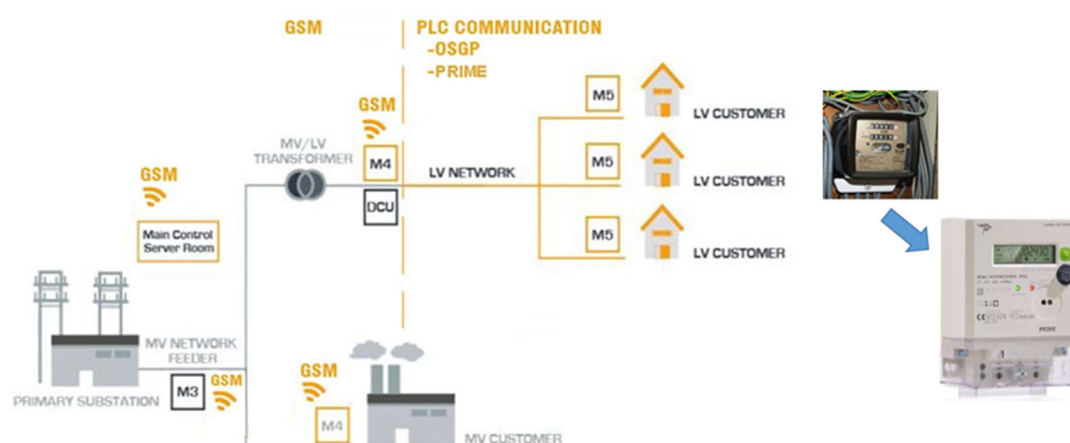 GSM
PLC COMMUNICATION
-OSGP
-PRIME
GSM
MV/LV
TRANSFORMER
M4
DCU
LV NETWORK
M5
LV CUSTOMER
M5
LV CUSTOMER
M5
LV CUSTOMER
GSM
Main Control
Server Room
MV NETWORK
FEEDER
M3
GSM
PRIMARY SUBSTATION
GSM
M4
MV CUSTOMER
PRIME